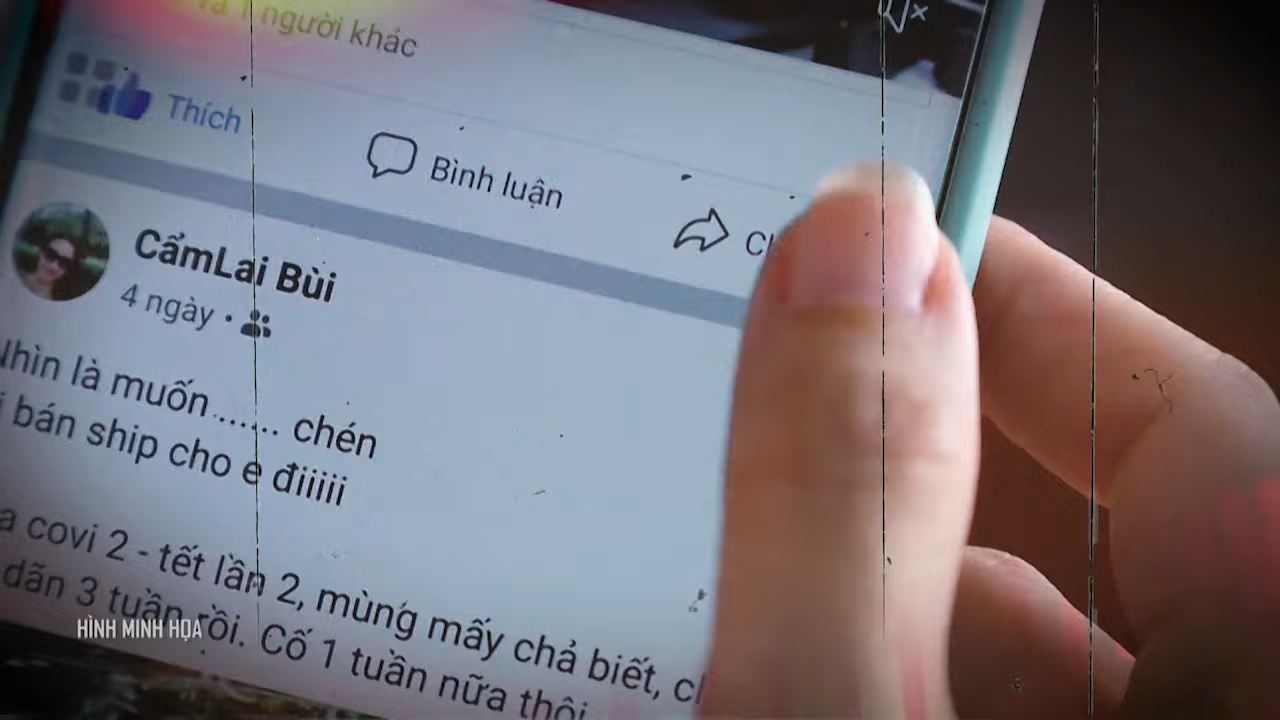 và 1 người khác
Thích
Bình luận
CẩmLai Bùi
4 ngày ·
Nhìn là muốn ....... chén
bán ship cho e điiiii
covi 2 - tết lần 2, mùng mấy chả biết,
dãn 3 tuần rồi. Cố 1 tuần nữa thôi
HÌNH MINH HỌA